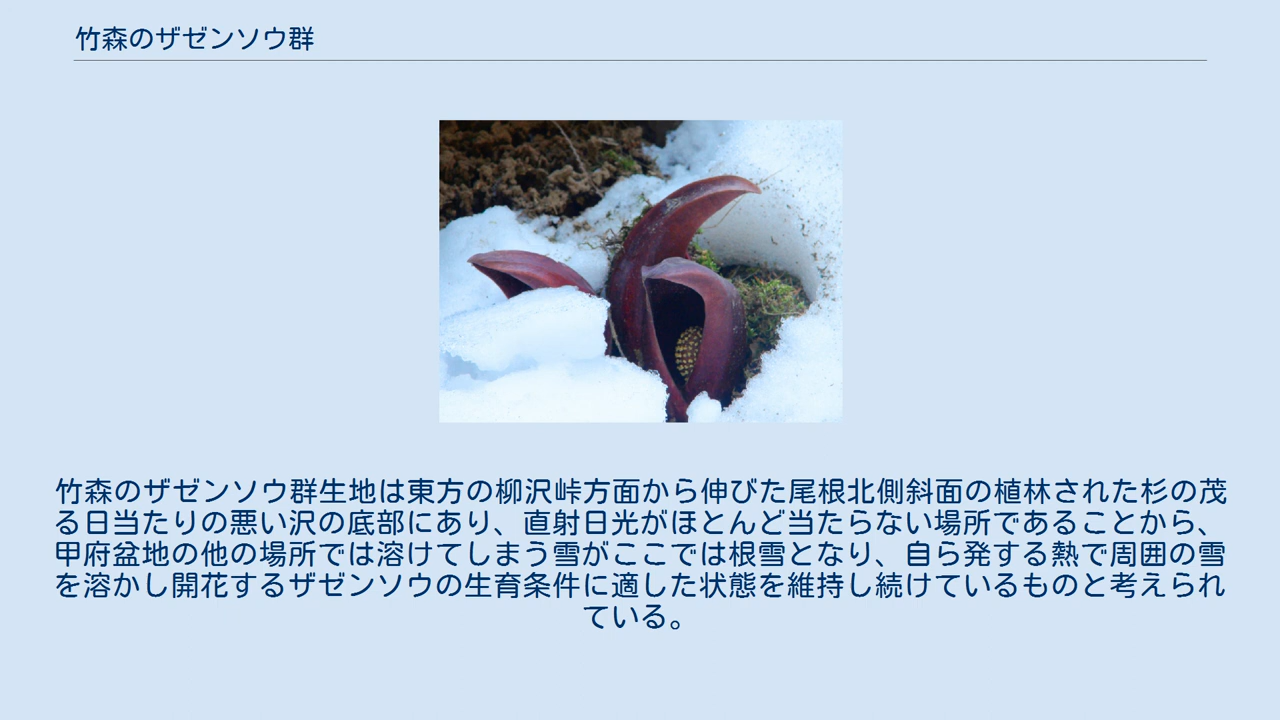 竹森のザゼンソウ群
竹森のザゼンソウ群生地は東方の柳沢峠方面から伸びた尾根北側斜面の植林された杉の茂
る日当たりの悪い沢の底部にあり、直射日光がほとんど当たらない場所であることから、
甲府盆地の他の場所では溶けてしまう雪がここでは根雪となり、自ら発する熱で周囲の雪
を溶かし開花するザゼンソウの生育条件に適した状態を維持し続けているものと考えられ
ている。